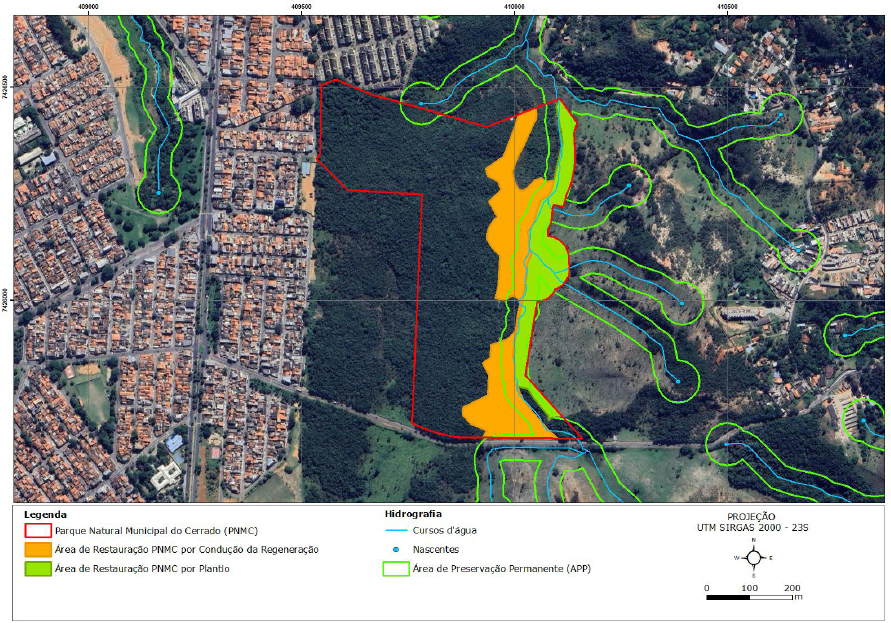 409000
409500
410000
410500
7426500
7426000
Legenda
Parque Natural Municipal do Cerrado (PNMC)
Área de Restauração PNMC por Condução da Regeneração
Área de Restauração PNMC por Plantio
Hidrografia
Cursos d'água
Nascentes
Área de Preservação Permanente (APP)
PROJEÇÃO
UTM SIRGAS 2000 - 23S
N
W E
S
0 100 200
m